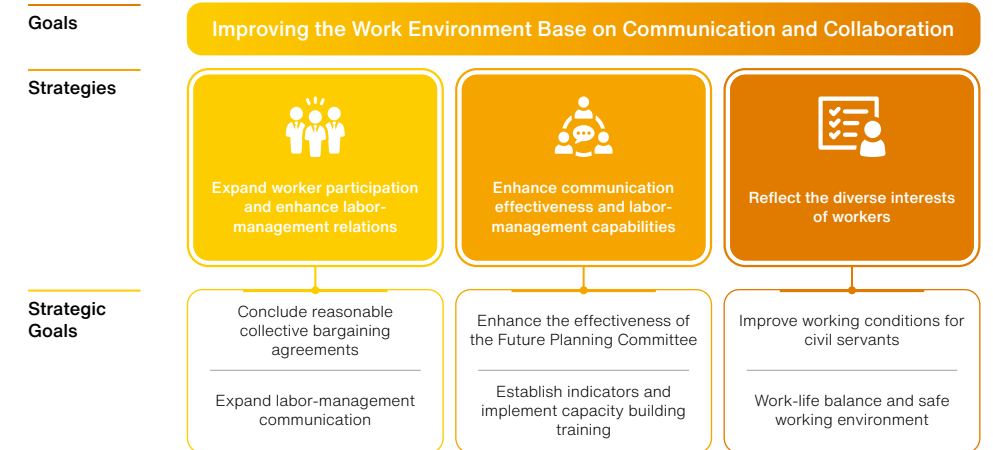 Goals
Improving the Work Environment Base on Communication and Collaboration
Strategies
Expand worker participation
and enhance labor-
management relations
Enhance communication
effectiveness and labor-
management capabilities
Reflect the diverse interests
of workers
Strategic
Goals
Conclude reasonable
collective bargaining
agreements
Expand labor-management
communication
Enhance the effectiveness of
the Future Planning Committee
Establish indicators and
implement capacity building
training
Improve working conditions for
civil servants
Work-life balance and safe
working environment